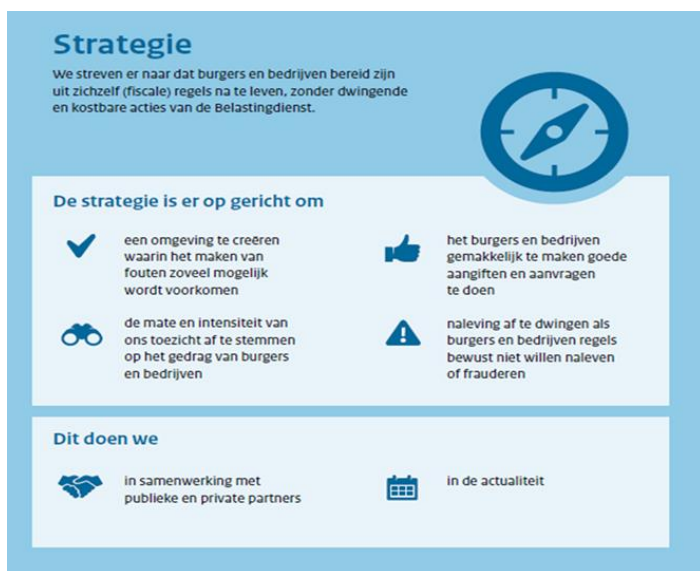 Strategie
We streven er naar dat burgers en bedrijven bereid zijn
uit zichzelf (fiscale) regels na te leven, zonder dwingende
en kostbare acties van de Belastingdienst.
De strategie is er op gericht om
een omgeving te creëren
waarin het maken van
fouten zoveel mogelijk
wordt voorkomen
het burgers en bedrijven
gemakkelijk te maken goede
aangiften en aanvragen
te doen
de mate en intensiteit van
ons toezicht af te stemmen
op het gedrag van burgers
en bedrijven
naleving af te dwingen als
burgers en bedrijven regels
bewust niet willen naleven
of frauderen
Dit doen we
in samenwerking met
publieke en private partners
in de actualiteit